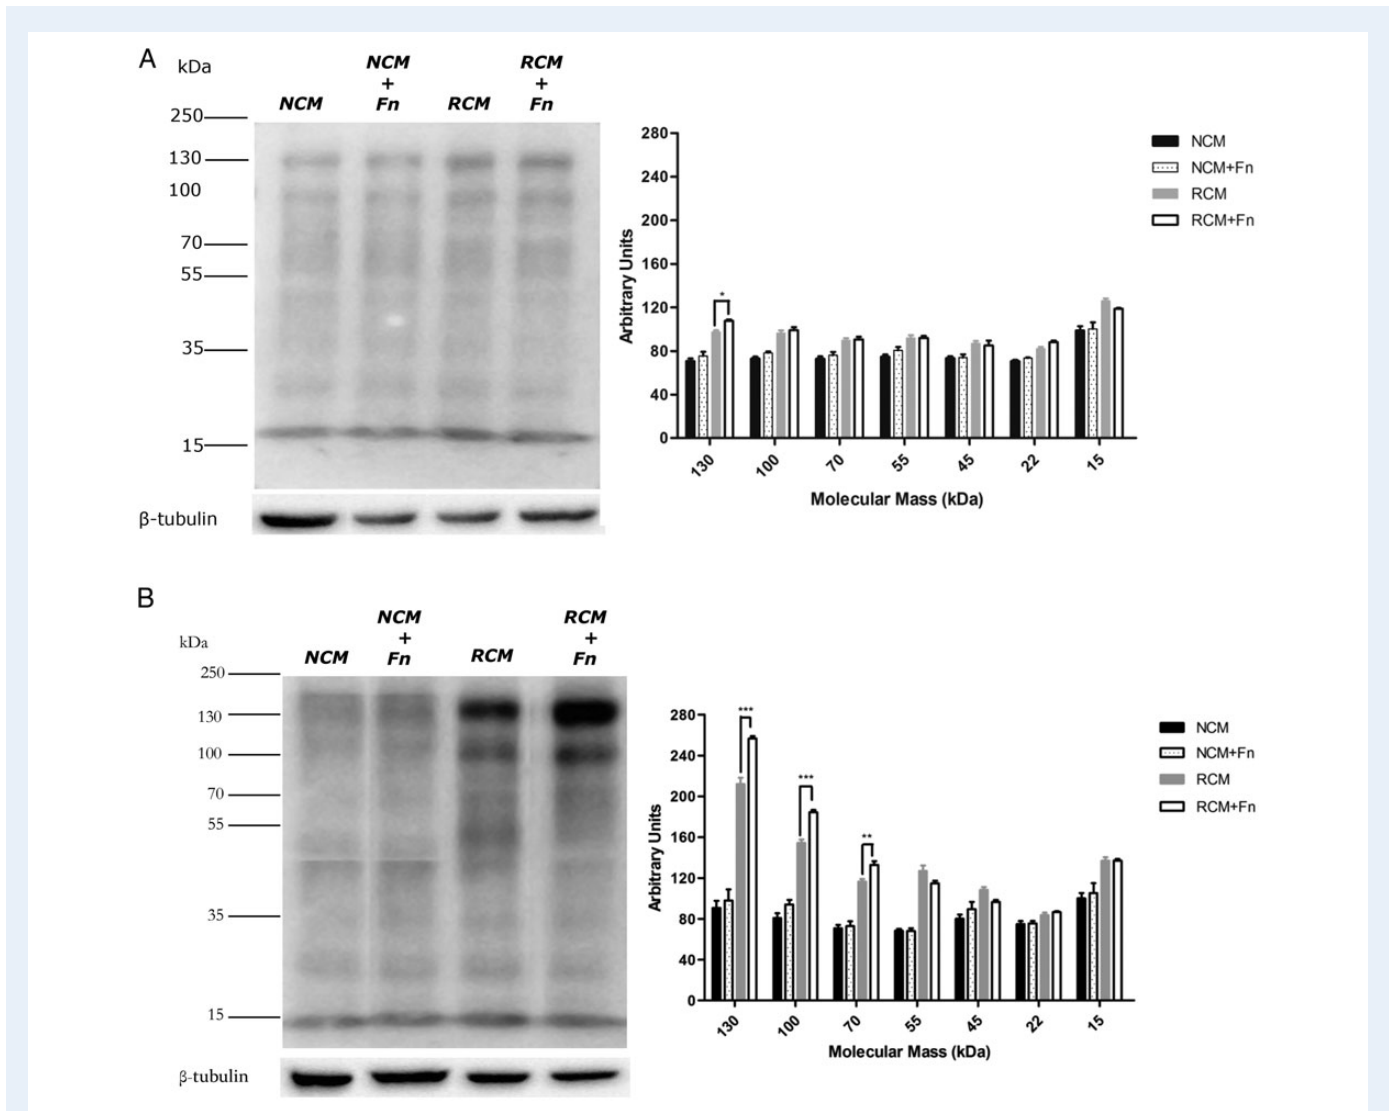 A
kDa
NCM
NCM
+
Fn
RCM
RCM
+
Fn
250
130
100
70
55
35
15
β-tubulin
280
240
200
160
120
80
40
0
Arbitrary Units
*
130
100
70
55
45
22
15
Molecular Mass (kDa)
NCM
NCM+Fn
RCM
RCM+Fn
B
kDa
NCM
NCM
+
Fn
RCM
RCM
+
Fn
250
130
100
70
55
35
15
β-tubulin
280
240
200
160
120
80
40
0
Arbitrary Units
***
***
**
130
100
70
55
45
22
15
Molecular Mass (kDa)
NCM
NCM+Fn
RCM
RCM+Fn